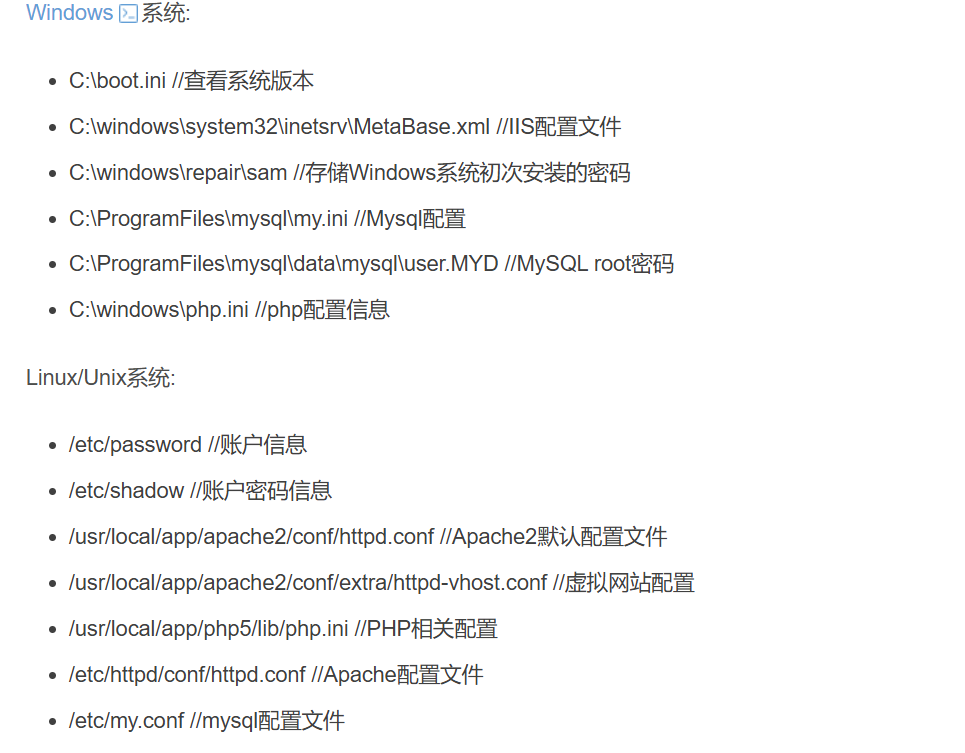 Windows 系统:
C:\boot.ini //查看系统版本
C:\windows\system32\inetsrv\MetaBase.xml //IIS配置文件
C:\windows\repair\sam //存储Windows系统初次安装的密码
C:\ProgramFiles\mysql\my.ini //Mysql配置
C:\ProgramFiles\mysql\data\mysql\user.MYD //MySQL root密码
C:\windows\php.ini //php配置信息
Linux/Unix系统:
/etc/password //账户信息
/etc/shadow //账户密码信息
/usr/local/app/apache2/conf/httpd.conf //Apache2默认配置文件
/usr/local/app/apache2/conf/extra/httpd-vhost.conf //虚拟网站配置
/usr/local/app/php5/lib/php.ini //PHP相关配置
/etc/httpd/conf/httpd.conf //Apache配置文件
/etc/my.conf //mysql配置文件